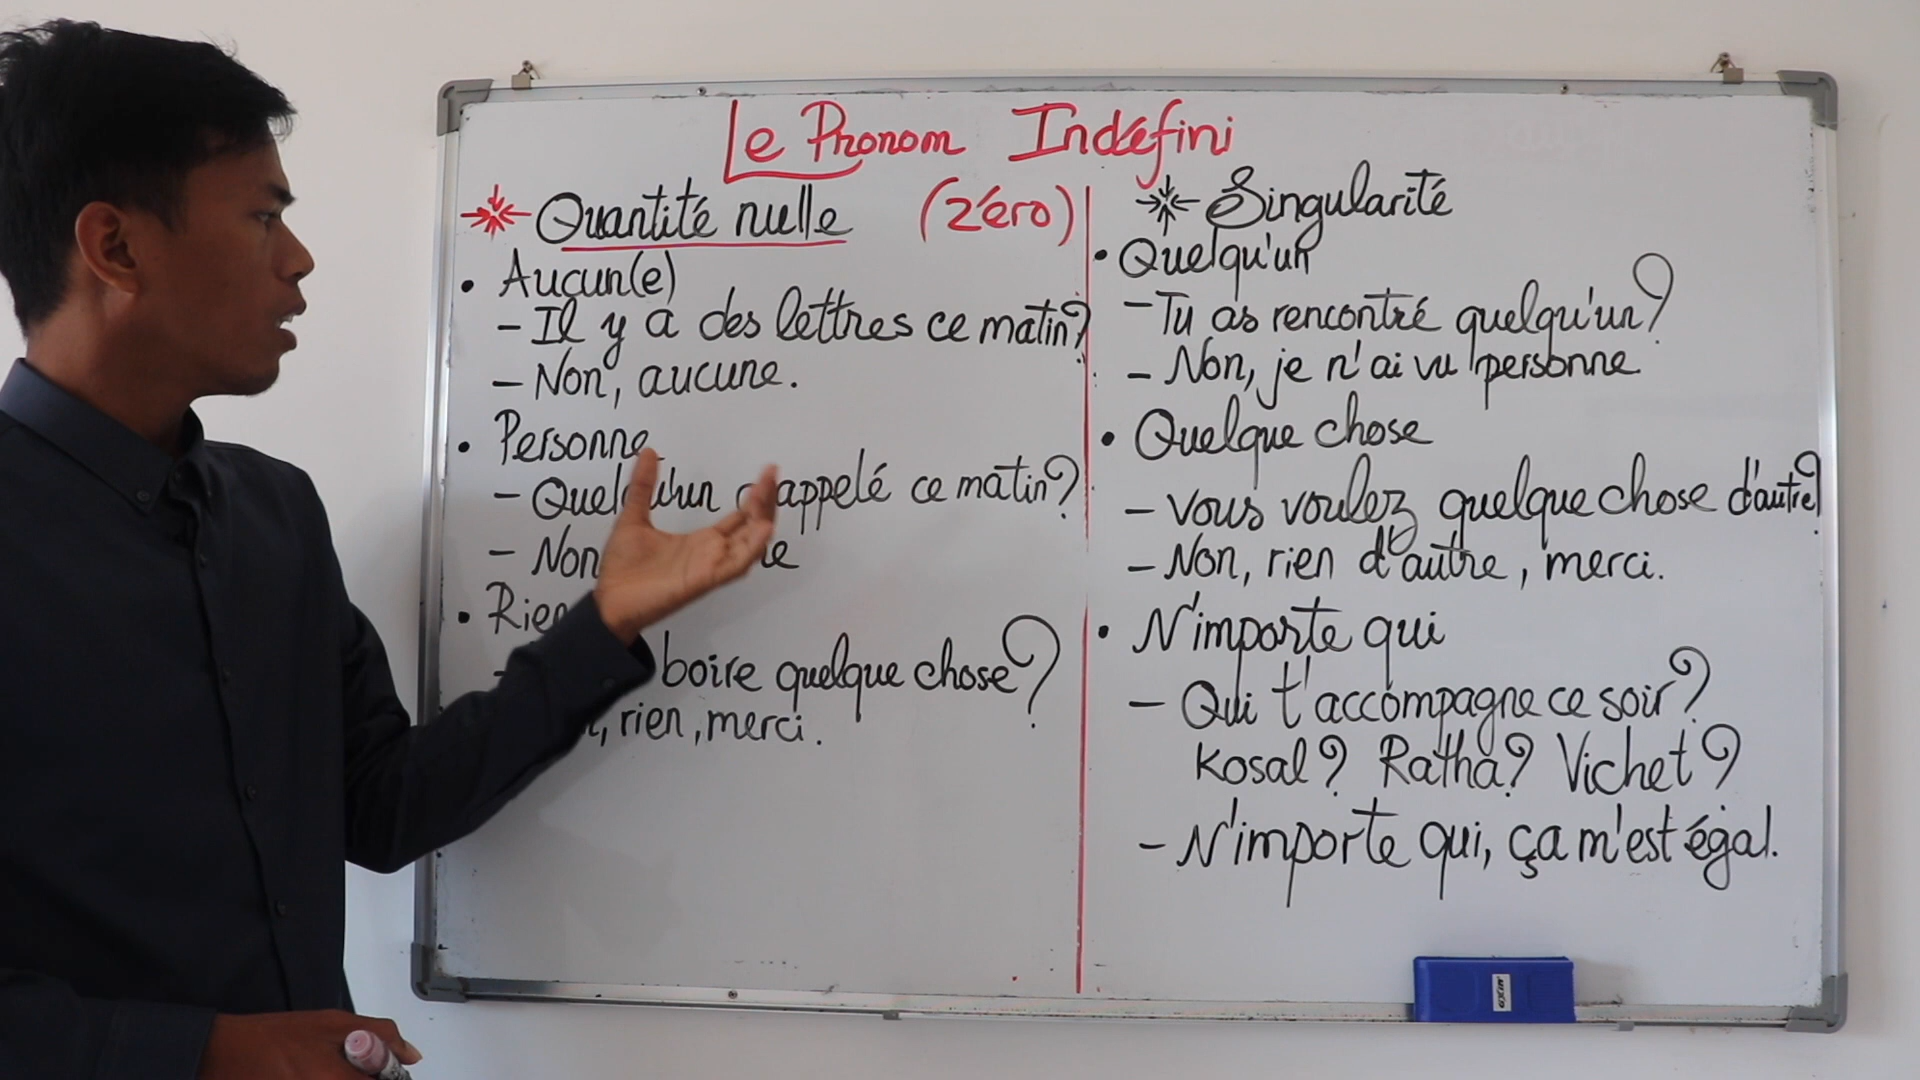 Le Pronom Indéfini
Quantité nulle (zéro)
• Aucun(e)
- Il y a des lettres ce matin?
- Non, aucune.
• Personne
- appelé ce matin?
- Non
•
boire quelque chose?
rien, merci.
Singularité
• Quelqu'un
- Tu as rencontré quelqu'un?
- Non, je n'ai vu personne.
• Quelque chose
- Vous voulez quelque chose d'autre?
- Non, rien d'autre, merci.
• N'importe qui
- Qui t'accompagne ce soir?
Kosal? Ratha? Vichet?
- N'importe qui, ça m'est égal.